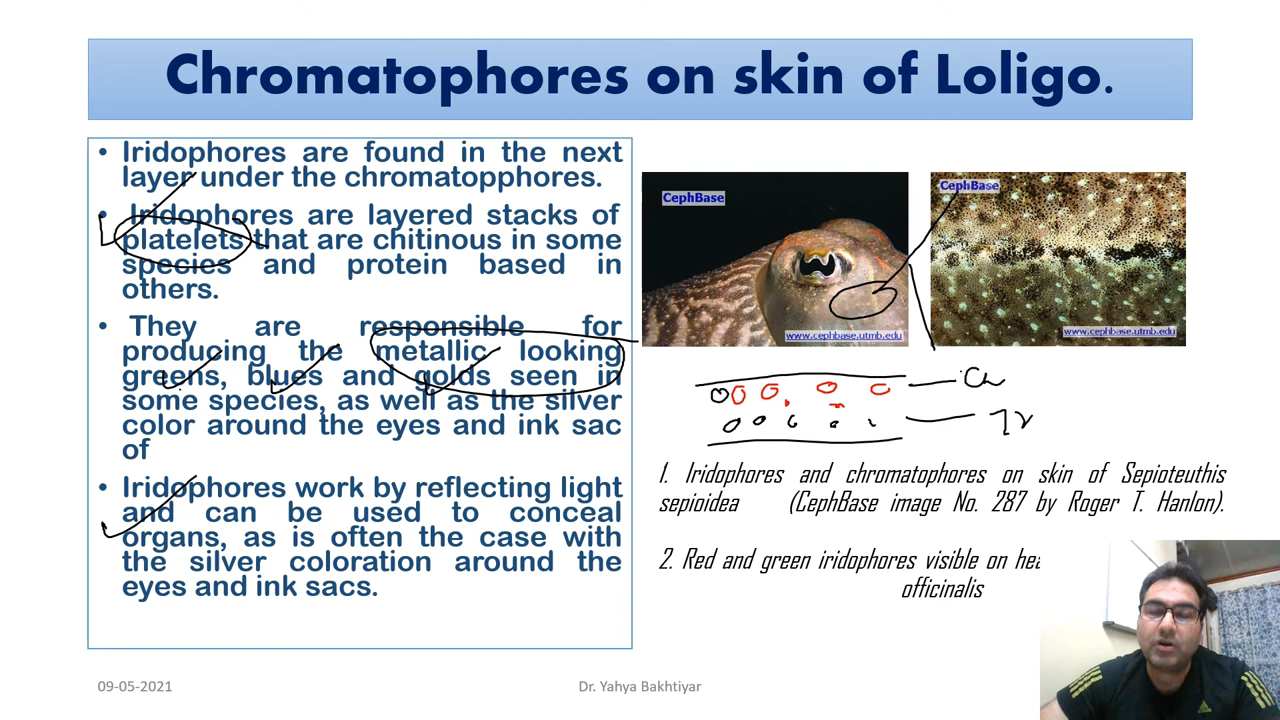 Chromatophores on skin of Loligo.
• Iridophores are found in the next
layer under the chromatopphores.
• Iridophores are layered stacks of
platelets that are chitinous in some
species and protein based in
others.
• They are responsible for
producing the metallic looking
greens, blues and golds seen in
some species, as well as the silver
color around the eyes and ink sac
of
• Iridophores work by reflecting light
and can be used to conceal
organs, as is often the case with
the silver coloration around the
eyes and ink sacs.
CephBase
www.cephbase.utmb.edu
CephBase
www.cephbase.utmb.edu
Ch
Ir
1. Iridophores and chromatophores on skin of Sepioteuthis
sepioidea (CephBase image No. 287 by Roger T. Hanlon).
2. Red and green iridophores visible on
officinalis
09-05-2021
Dr. Yahya Bakhtiyar